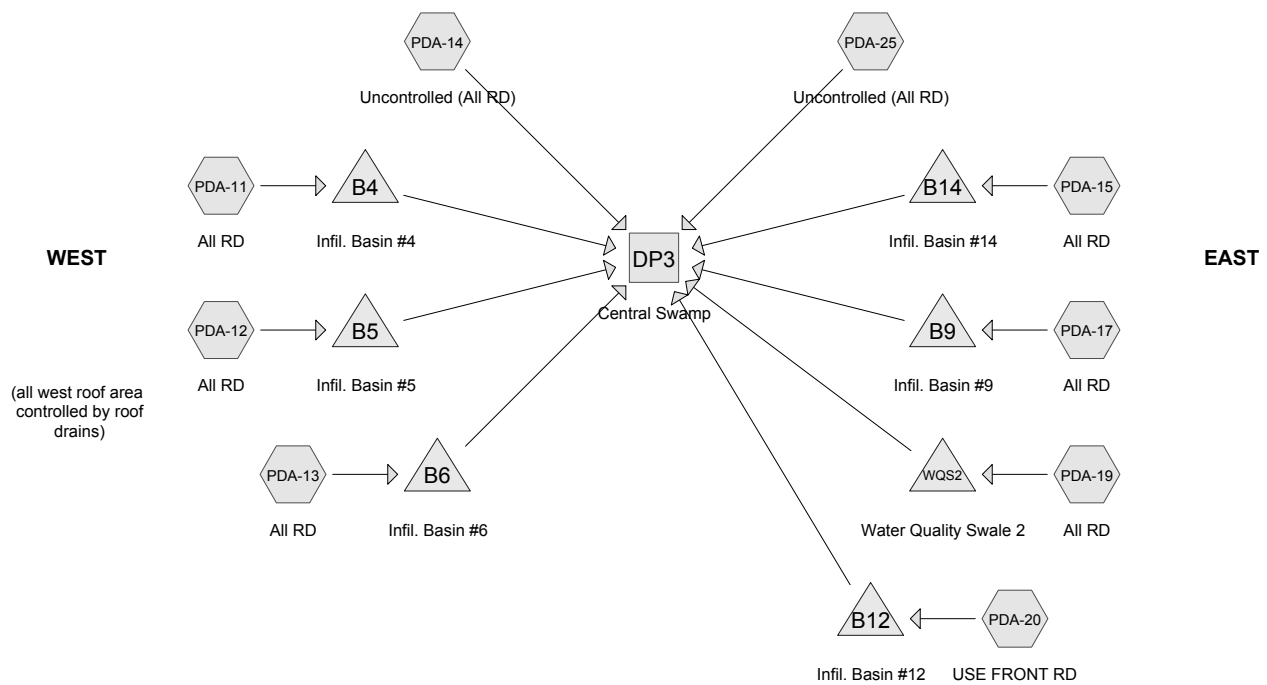 PDA-14
PDA-25
Uncontrolled (All RD)
Uncontrolled (All RD)
PDA-11
B4
B14
PDA-15
All RD
Infil. Basin #4
Infil. Basin #14
All RD
WEST
DP3
EAST
Central Swamp
PDA-12
B5
B9
PDA-17
All RD
Infil. Basin #5
Infil. Basin #9
All RD
(all west roof area
controlled by roof
drains)
PDA-13
B6
WQS2
PDA-19
All RD
Infil. Basin #6
Water Quality Swale 2
All RD
B12
PDA-20
Infil. Basin #12
USE FRONT RD